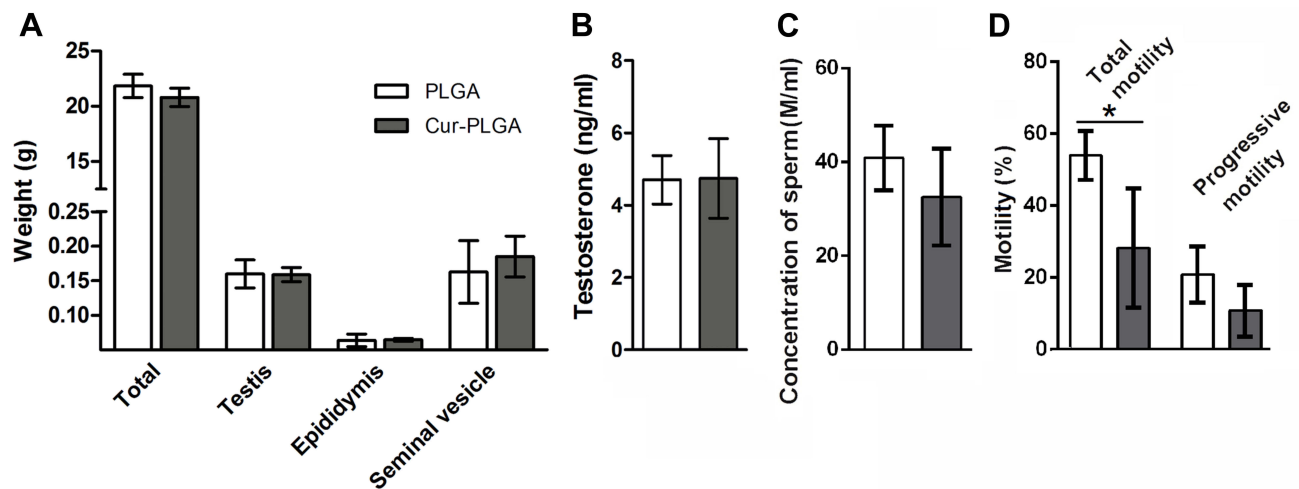 A
Weight (g)
25
20
15
0.25
0.20
0.15
0.10
PLGA
Cur-PLGA
Total
Testis
Epididymis
Seminal vesicle
B
Testosterone (ng/ml)
8
6
4
2
0
C
Concentration of sperm(M/ml)
60
40
20
0
D
Motility (%)
80
60
40
20
0
Total
motility
*
Progressive
motility